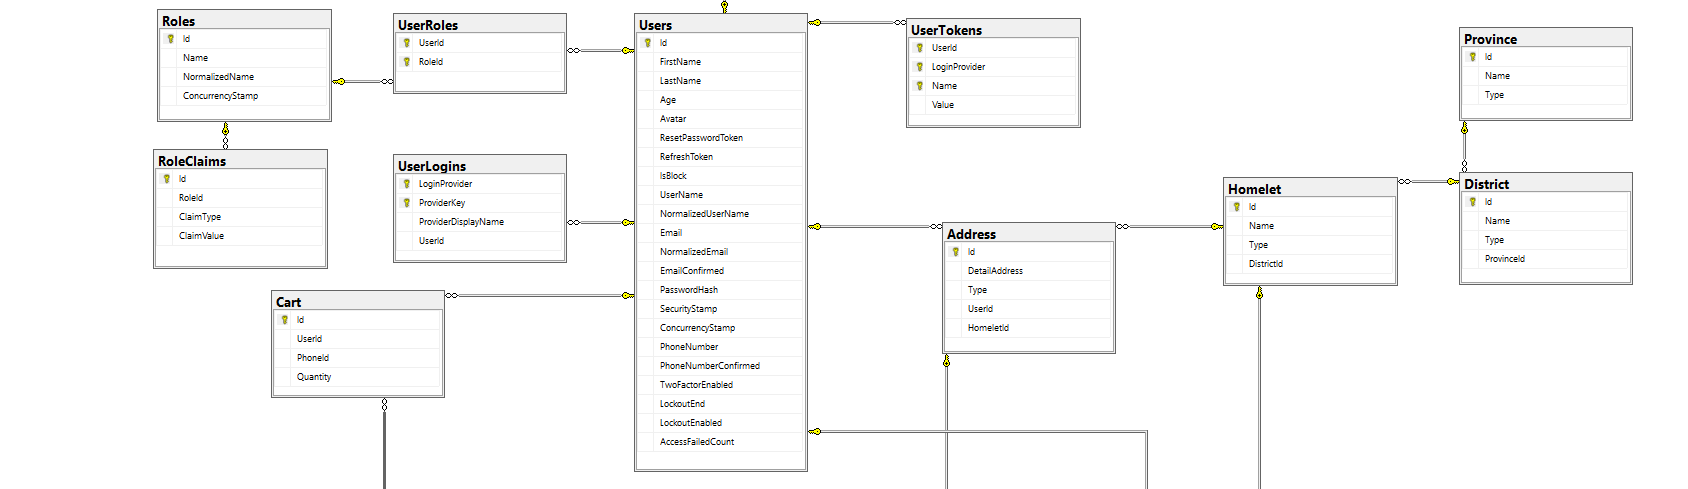 Roles
Id
Name
NormalizedName
ConcurrencyStamp
RoleClaims
Id
RoleId
ClaimType
ClaimValue
UserRoles
UserId
RoleId
UserLogins
LoginProvider
ProviderKey
ProviderDisplayName
UserId
Cart
Id
UserId
PhoneId
Quantity
Users
Id
FirstName
LastName
Age
Avatar
ResetPasswordToken
RefreshToken
IsBlock
UserName
NormalizedUserName
Email
NormalizedEmail
EmailConfirmed
PasswordHash
SecurityStamp
ConcurrencyStamp
PhoneNumber
PhoneNumberConfirmed
TwoFactorEnabled
LockoutEnd
LockoutEnabled
AccessFailedCount
UserTokens
UserId
LoginProvider
Name
Value
Address
Id
DetailAddress
Type
UserId
HomeletId
Homelet
Id
Name
Type
DistrictId
Province
Id
Name
Type
District
Id
Name
Type
ProvinceId